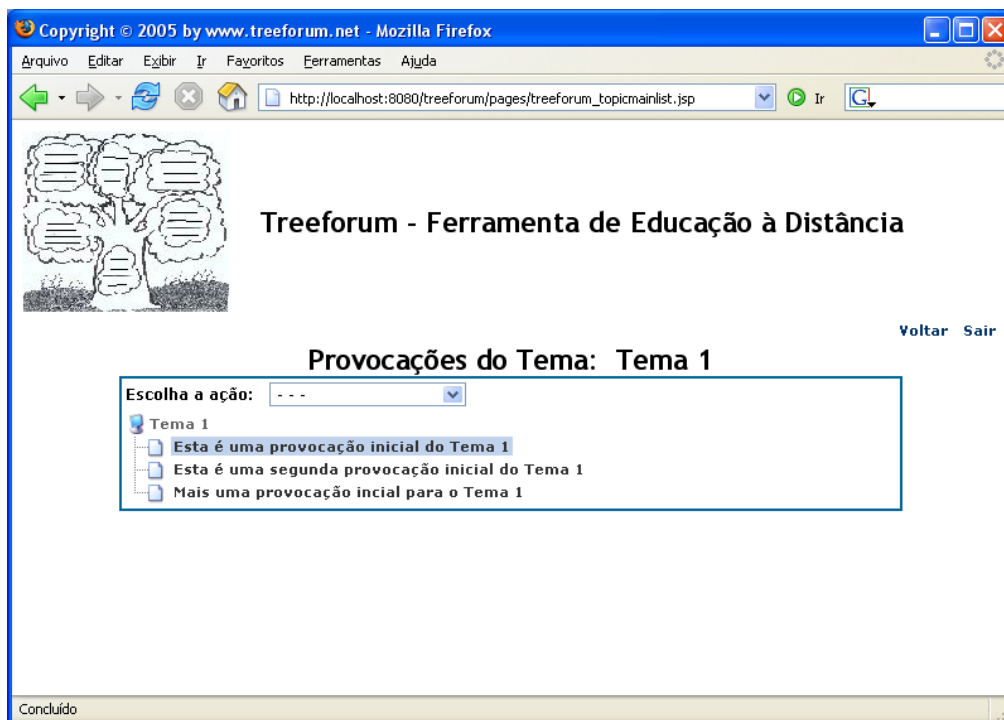 Copyright © 2005 by www.treeforum.net - Mozilla Firefox
Arquivo Editar Exibir Ir Favoritos Ferramentas Ajuda
http://localhost:8080/treeforum/pages/treeforum_topicmainlist.jsp Ir G
Treeforum - Ferramenta de Educação à Distância
Voltar Sair
Provocações do Tema: Tema 1
Escolha a ação: - - -
Tema 1
Esta é uma provocação inicial do Tema 1
Esta é uma segunda provocação inicial do Tema 1
Mais uma provocação incial para o Tema 1
Concluído